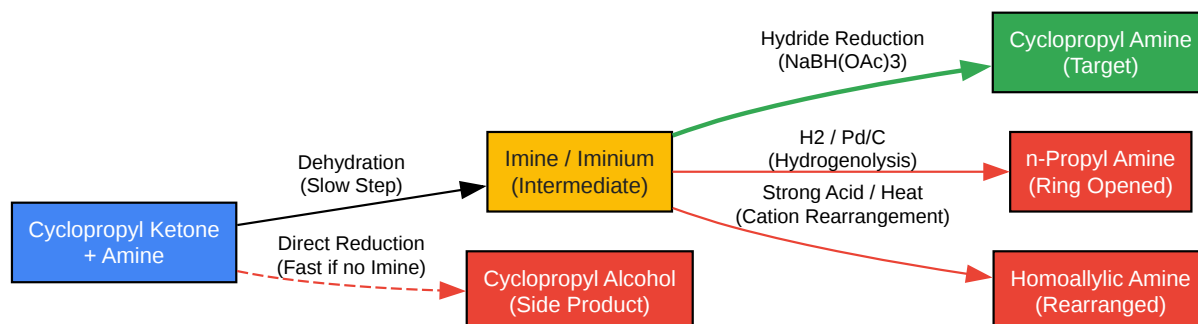 Cyclopropyl Ketone
+ Amine
Dehydration
(Slow Step)
Direct Reduction
(Fast if no Imine)
Imine / Iminium
(Intermediate)
Cyclopropyl Alcohol
(Side Product)
Hydride Reduction
(NaBH(OAc)3)
H2 / Pd/C
(Hydrogenolysis)
Strong Acid / Heat
(Cation Rearrangement)
Cyclopropyl Amine
(Target)
n-Propyl Amine
(Ring Opened)
Homoallylic Amine
(Rearranged)